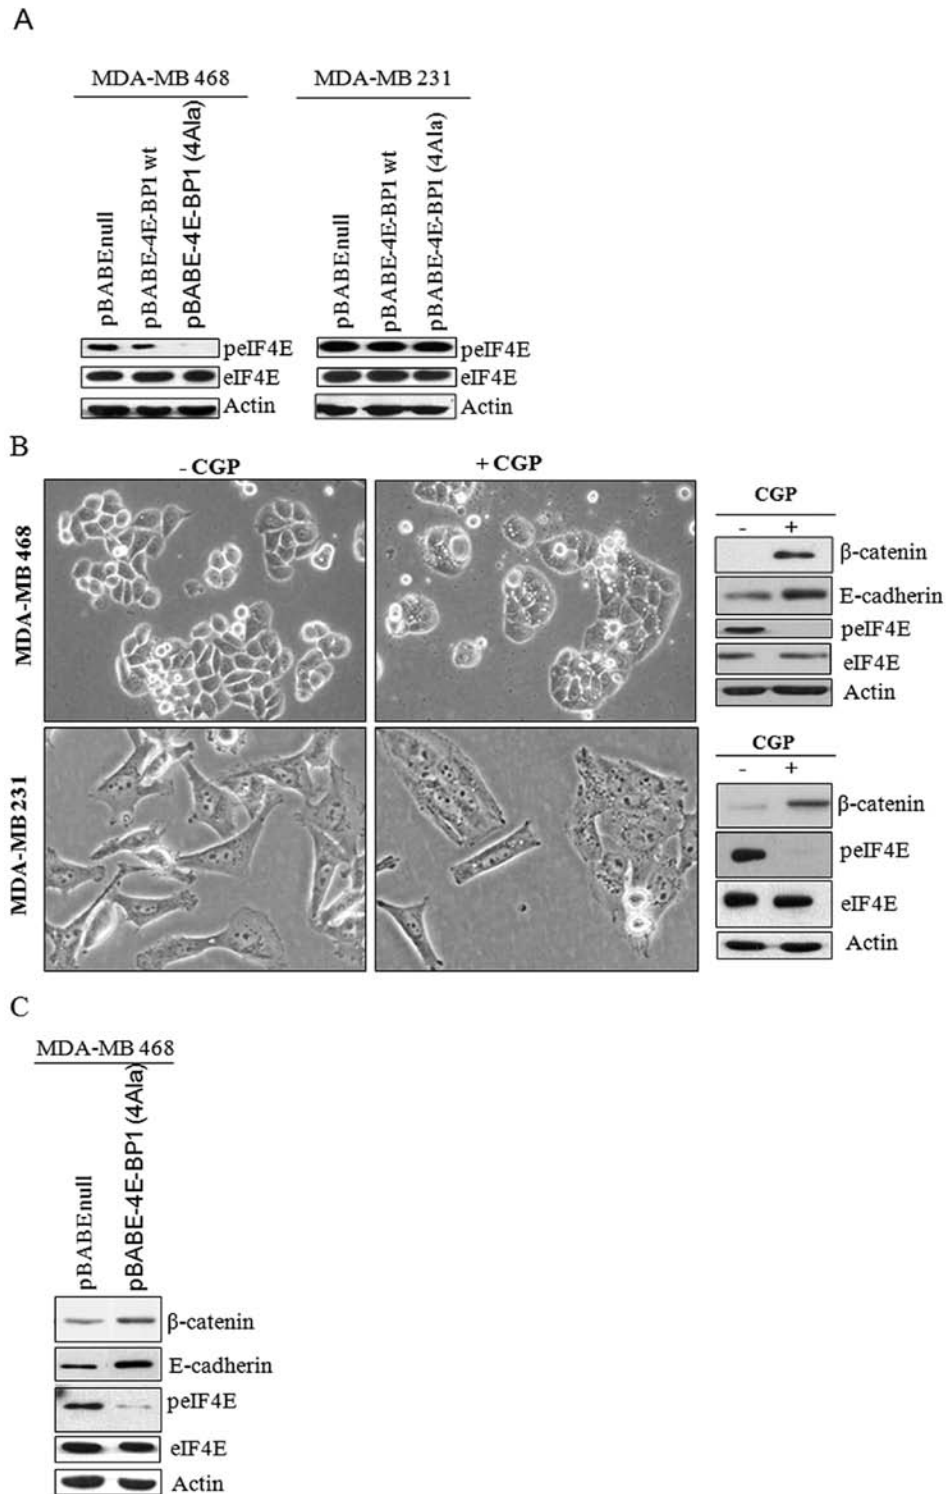 A
MDA-MB 468
MDA-MB 231
pBABEnull
pBABE-4E-BP1 wt
pBABE-4E-BP1 (4Ala)
pBABEnull
pBABE-4E-BP1 wt
pBABE-4E-BP1 (4Ala)
peIF4E
eIF4E
Actin
peIF4E
eIF4E
Actin
B
- CGP
+ CGP
MDA-MB 468
MDA-MB 231
CGP
- +
β-catenin
E-cadherin
peIF4E
eIF4E
Actin
CGP
- +
β-catenin
peIF4E
eIF4E
Actin
C
MDA-MB 468
pBABEnull
pBABE-4E-BP1 (4Ala)
β-catenin
E-cadherin
peIF4E
eIF4E
Actin